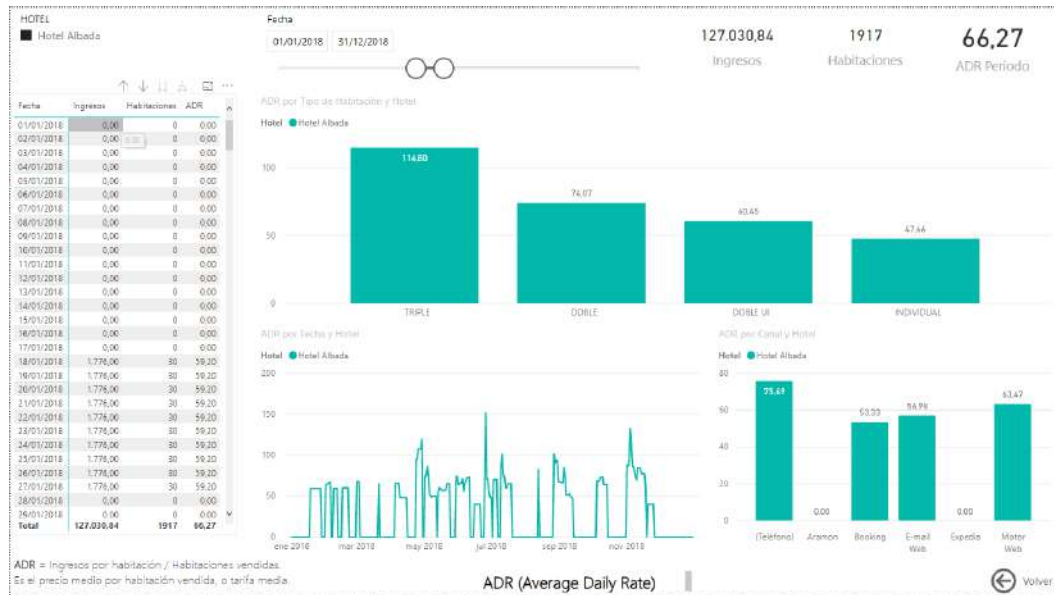 HOTEL
Hotel Albada
Fecha
01/01/2018 31/12/2018
127.030,84
Ingresos
1917
Habitaciones
66,27
ADR Periodo
Fecha Ingresos Habitaciones ADR
01/01/2018 0,00 0 0,00
02/01/2018 0,00 0 0,00
03/01/2018 0,00 0 0,00
04/01/2018 0,00 0 0,00
05/01/2018 0,00 0 0,00
06/01/2018 0,00 0 0,00
07/01/2018 0,00 0 0,00
08/01/2018 0,00 0 0,00
09/01/2018 0,00 0 0,00
10/01/2018 0,00 0 0,00
11/01/2018 0,00 0 0,00
12/01/2018 0,00 0 0,00
13/01/2018 0,00 0 0,00
14/01/2018 0,00 0 0,00
15/01/2018 0,00 0 0,00
16/01/2018 0,00 0 0,00
17/01/2018 0,00 0 0,00
18/01/2018 1.776,00 30 59,20
19/01/2018 1.776,00 30 59,20
20/01/2018 1.776,00 30 59,20
21/01/2018 1.776,00 30 59,20
22/01/2018 1.776,00 30 59,20
23/01/2018 1.776,00 30 59,20
24/01/2018 1.776,00 30 59,20
25/01/2018 1.776,00 30 59,20
26/01/2018 1.776,00 30 59,20
27/01/2018 1.776,00 30 59,20
28/01/2018 0,00 0 0,00
29/01/2018 0,00 0 0,00
Total 127.030,84 1917 66,27
ADR por Tipo de Habitación y Hotel
Hotel Hotel Albada
100
50
0
114,80
74,07
60,45
47,66
TRIPLE DOBLE DOBLE UI INDIVIDUAL
ADR por Fecha y Hotel
Hotel Hotel Albada
200
150
100
50
0
ene 2018 mar 2018 may 2018 jul 2018 sep 2018 nov 2018
ADR por Canal y Hotel
Hotel Hotel Albada
80
60
40
20
0
75,69
0,00
53,33
56,96
0,00
63,47
(Teléfono) Aramon Booking E-mail Web Expedia Motor Web
ADR = Ingresos por habitación / Habitaciones vendidas.
Es el precio medio por habitación vendida, o tarifa media.
ADR (Average Daily Rate)
Volver